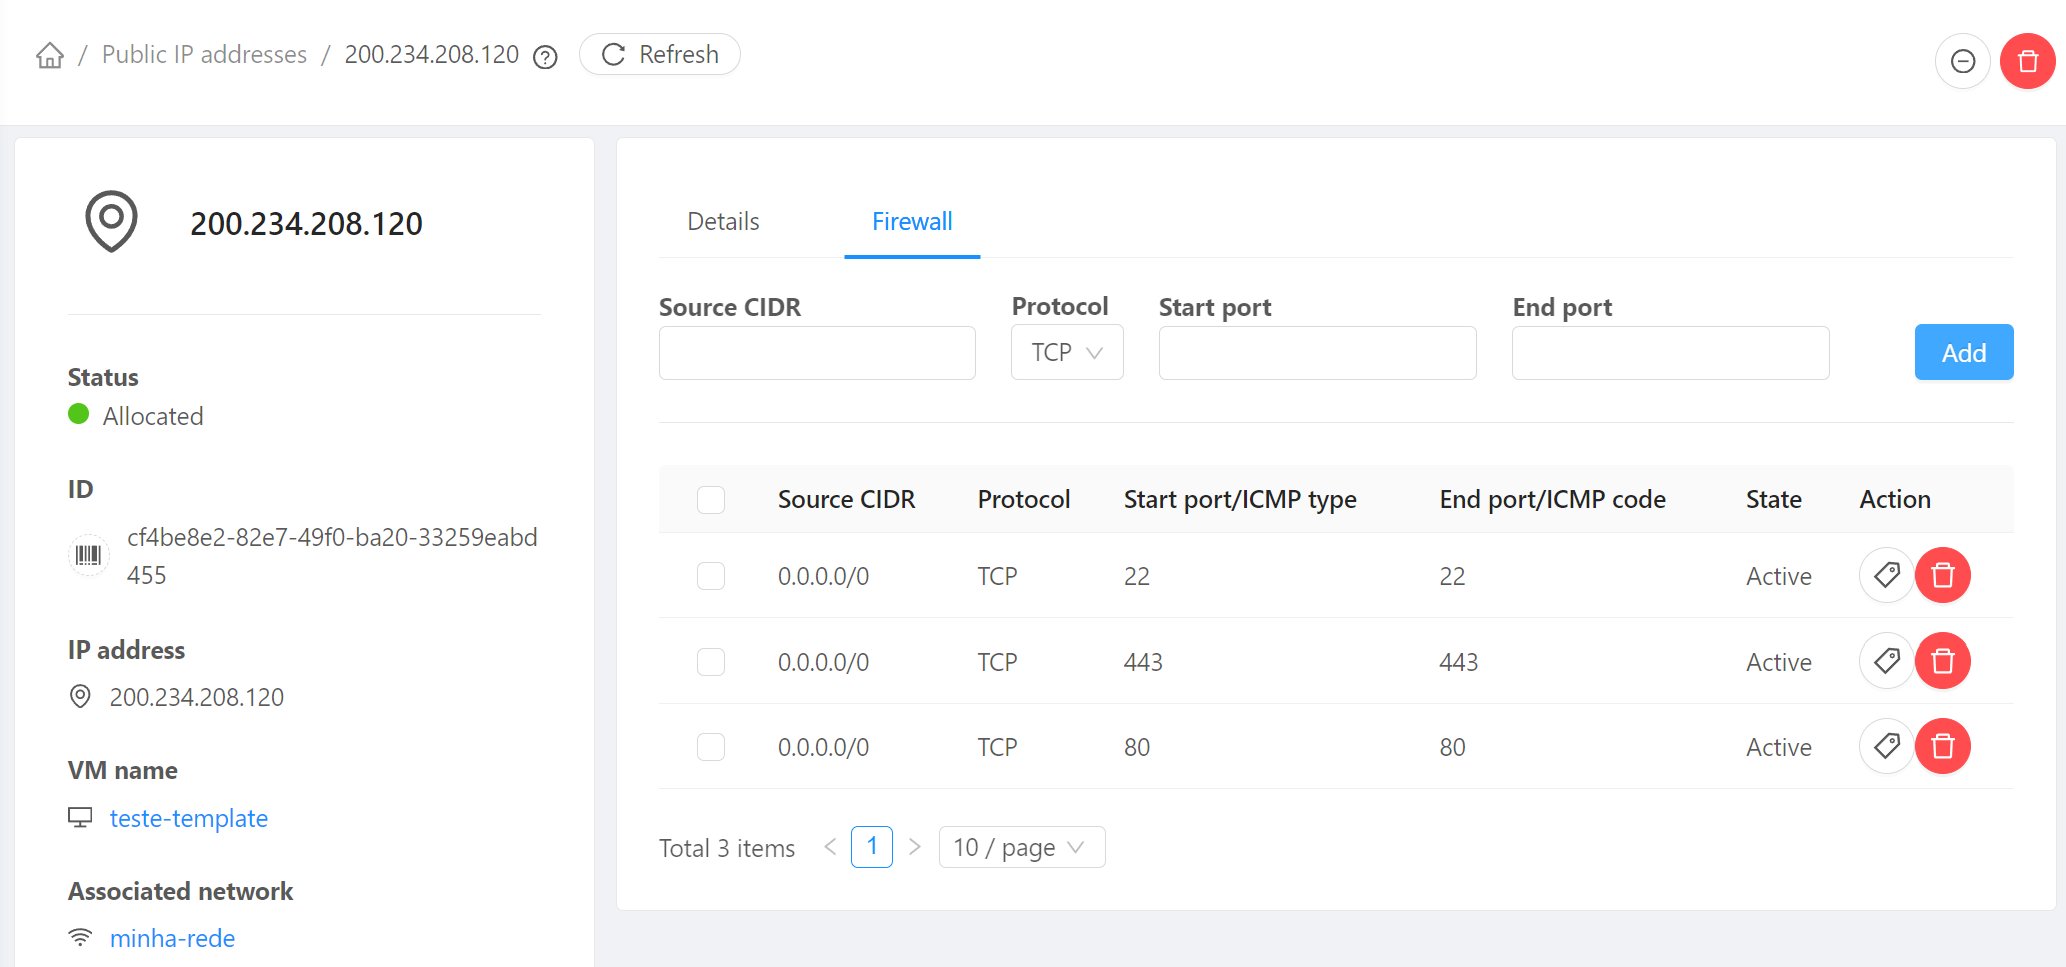 / Public IP addresses / 200.234.208.120 Refresh
200.234.208.120
Status
Allocated
ID
cf4be8e2-82e7-49f0-ba20-33259eabd
455
IP address
200.234.208.120
VM name
teste-template
Associated network
minha-rede
Details Firewall
Source CIDR Protocol Start port End port
TCP Add
Source CIDR Protocol Start port/ICMP type End port/ICMP code State Action
0.0.0.0/0 TCP 22 22 Active
0.0.0.0/0 TCP 443 443 Active
0.0.0.0/0 TCP 80 80 Active
Total 3 items < 1 > 10 / page